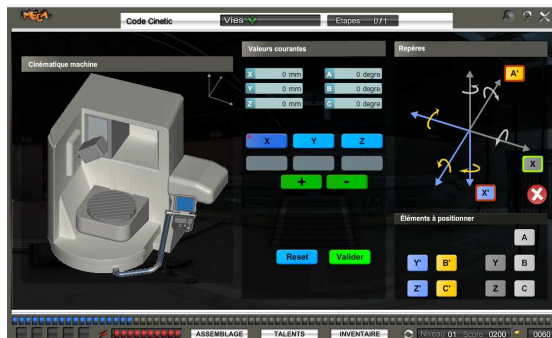 MEGA
Code Cinetic
Vies
Etapes 0/1
Cinématique machine
Valeurs courantes
Repères
X 0 mm A 0 degre
Y 0 mm B 0 degre
Z 0 mm C 0 degre
X Y Z
+ -
Reset Valider
A'
X
X'
Éléments à positionner
A
Y' B' Y B
Z' C' Z C
ASSEMBLAGE TALENTS INVENTAIRE Niveau 01 Score 0200 0060